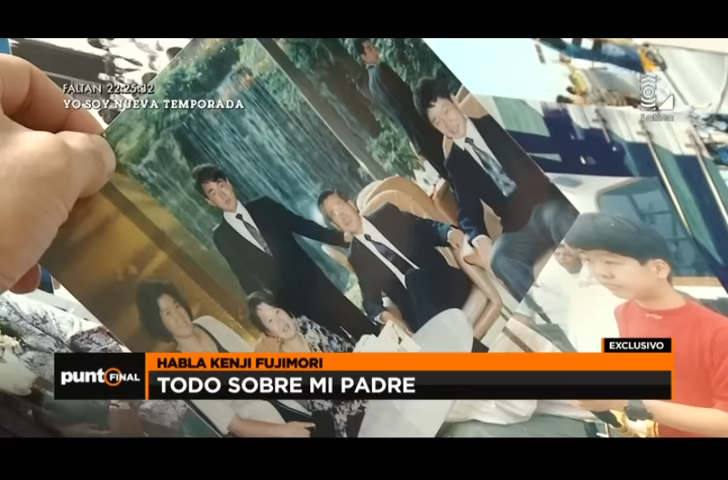 FALTAN 22:25:32
YO SOY NUEVA TEMPORADA
EXCLUSIVO
punto FINAL
HABLA KENJI FUJIMORI
TODO SOBRE MI PADRE